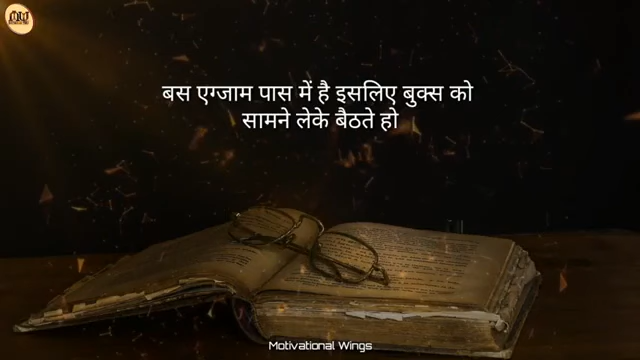 बस एग्जाम पास में है इसलिए बुक्स को
सामने लेके बैठते हो
Motivational Wings